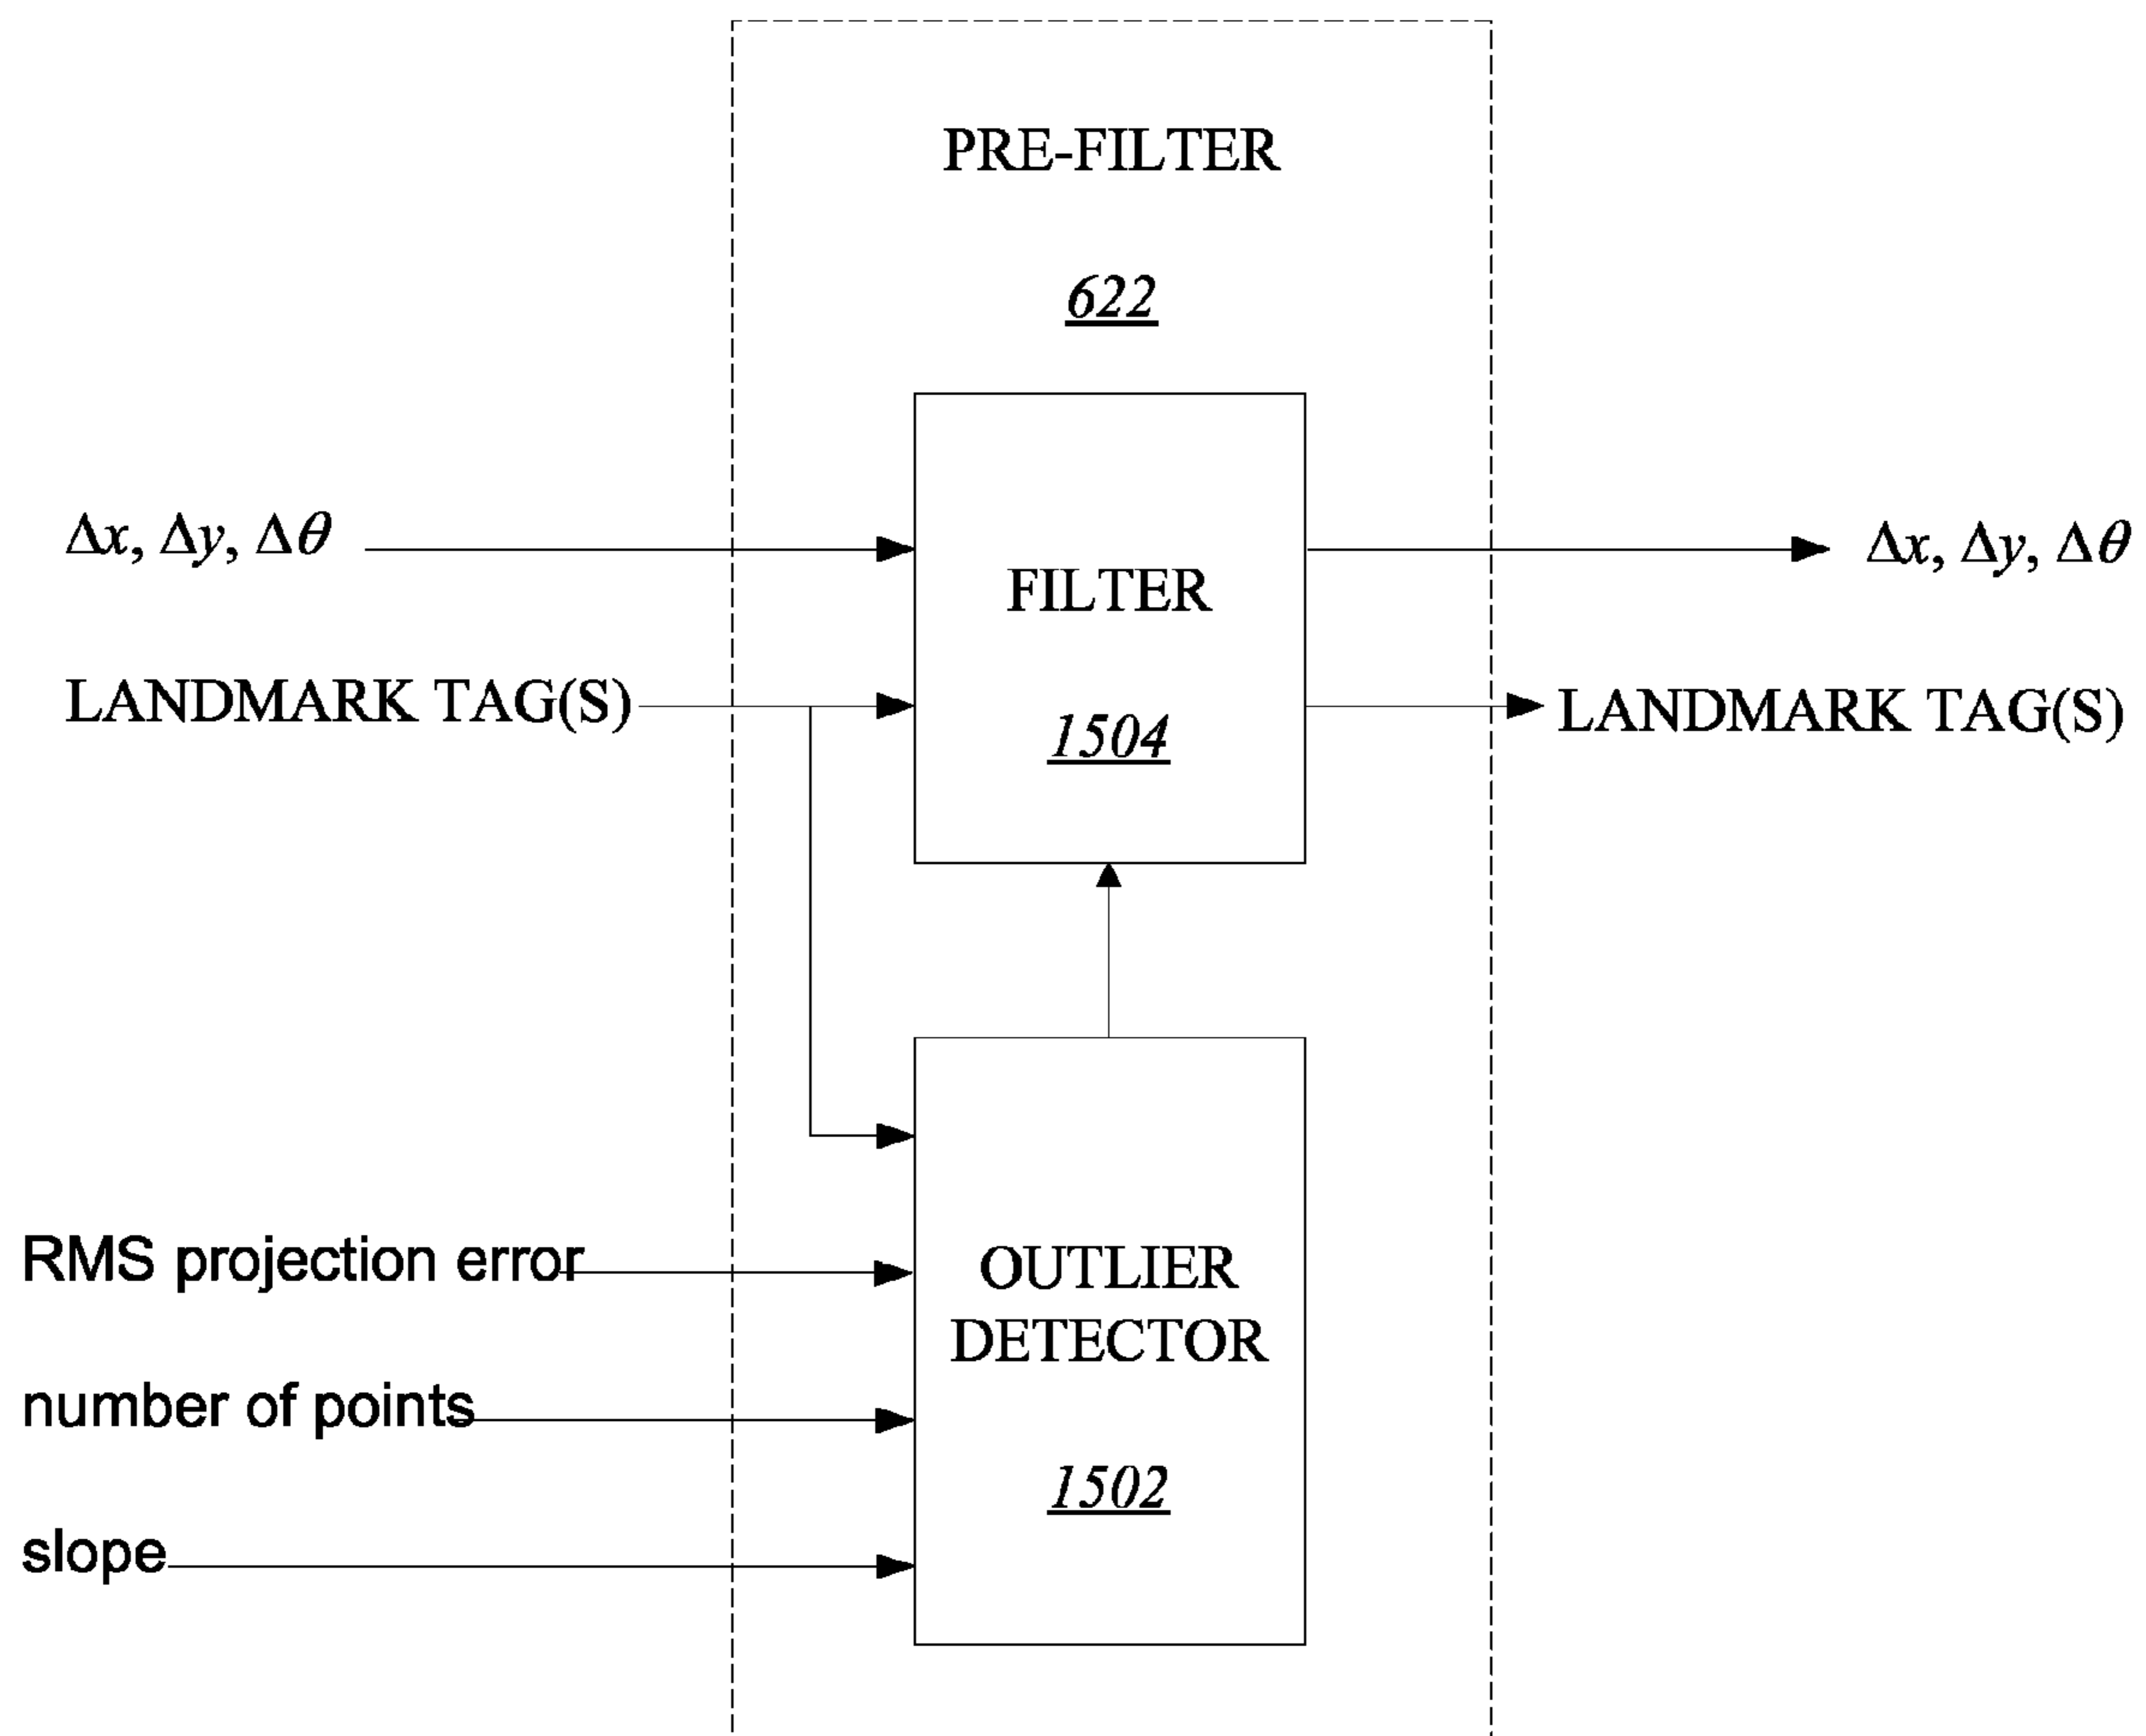 PRE-FILTER
622
Δx, Δy, Δθ
FILTER
Δx, Δy, Δθ
LANDMARK TAG(S)
1504
LANDMARK TAG(S)
RMS projection error
OUTLIER
DETECTOR
number of points
1502
slope